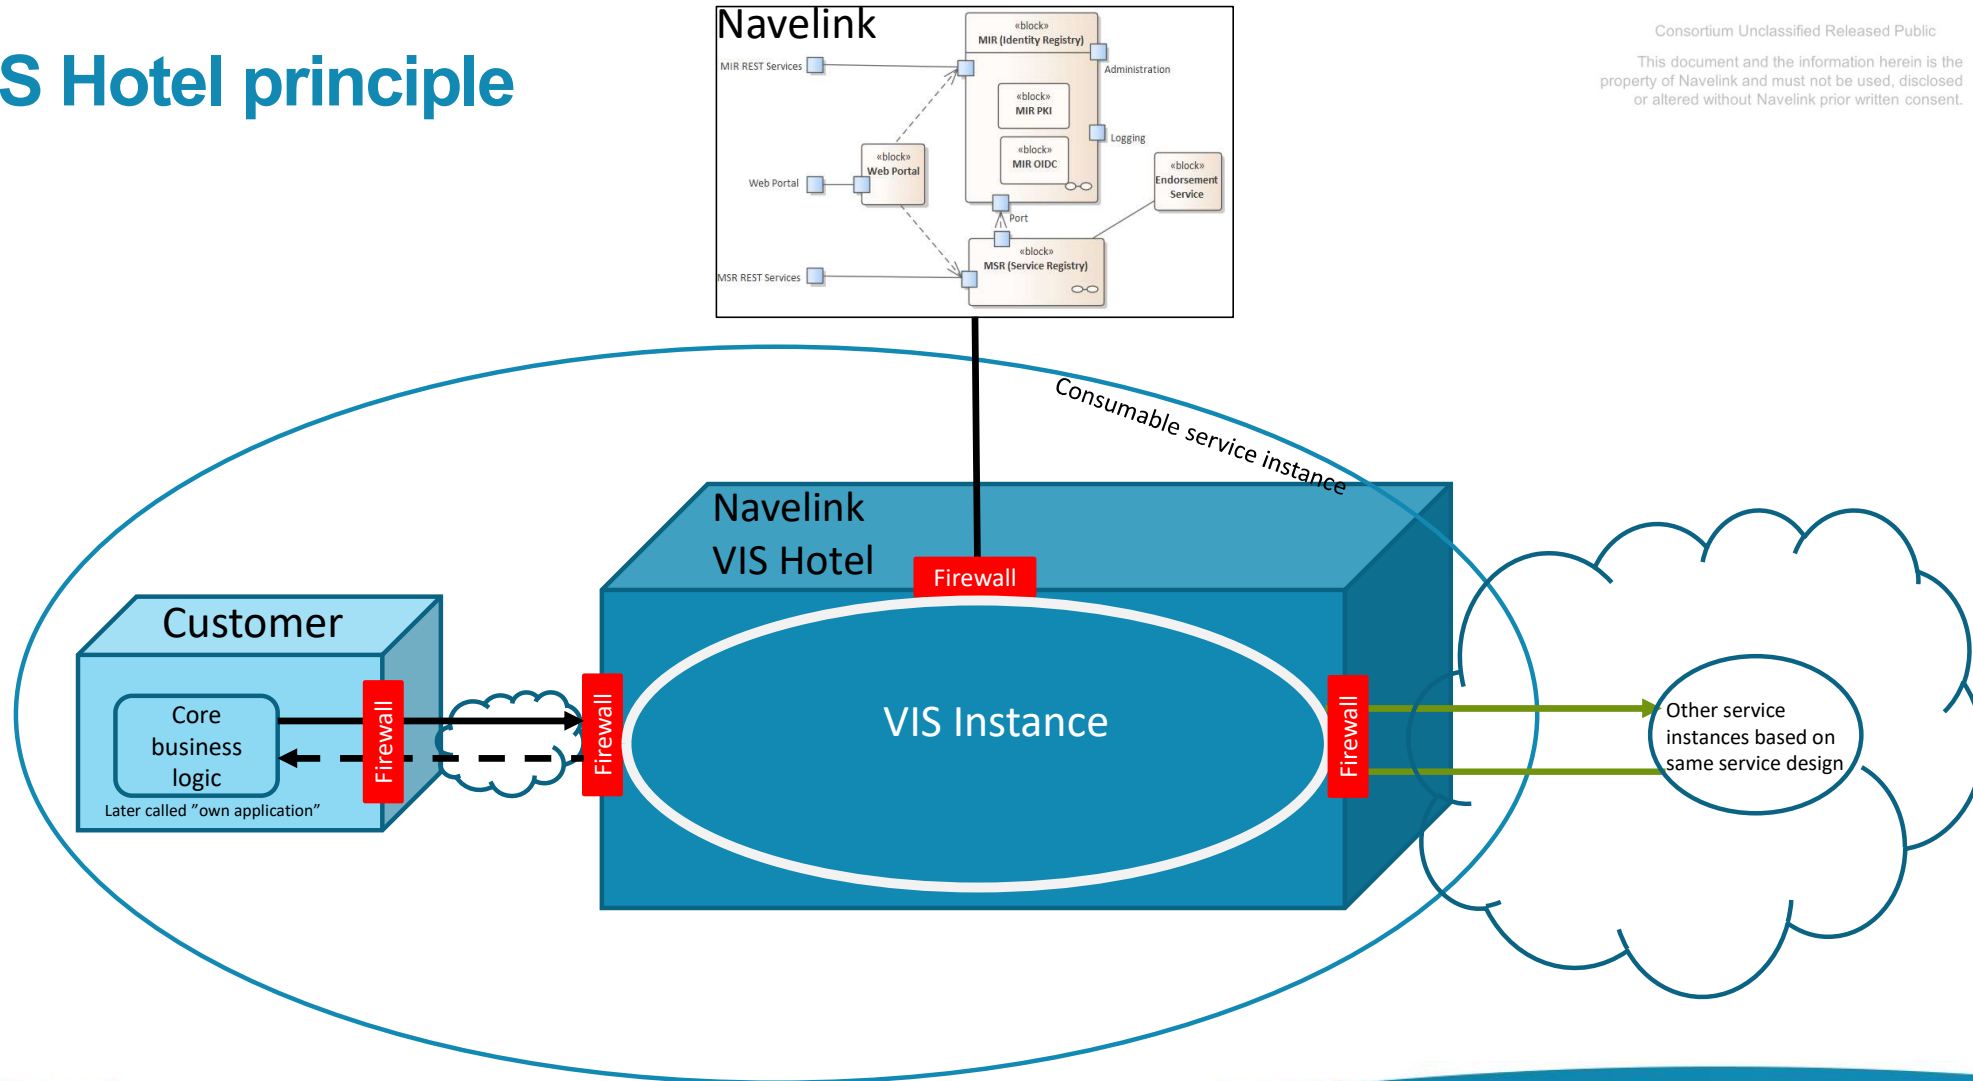 S Hotel principle
Consortium Unclassified Released Public
This document and the information herein is the
property of Navelink and must not be used, disclosed
or altered without Navelink prior written consent.
Navelink
«block»
MIR (Identity Registry)
MIR REST Services
Administration
«block»
MIR PKI
Logging
«block»
MIR OIDC
«block»
Web Portal
Web Portal
«block»
Endorsement
Service
Port
«block»
MSR (Service Registry)
MSR REST Services
Consumable service instance
Navelink
VIS Hotel
Firewall
Customer
Core
business
logic
Later called ”own application”
Firewall
Firewall
VIS Instance
Firewall
Other service
instances based on
same service design